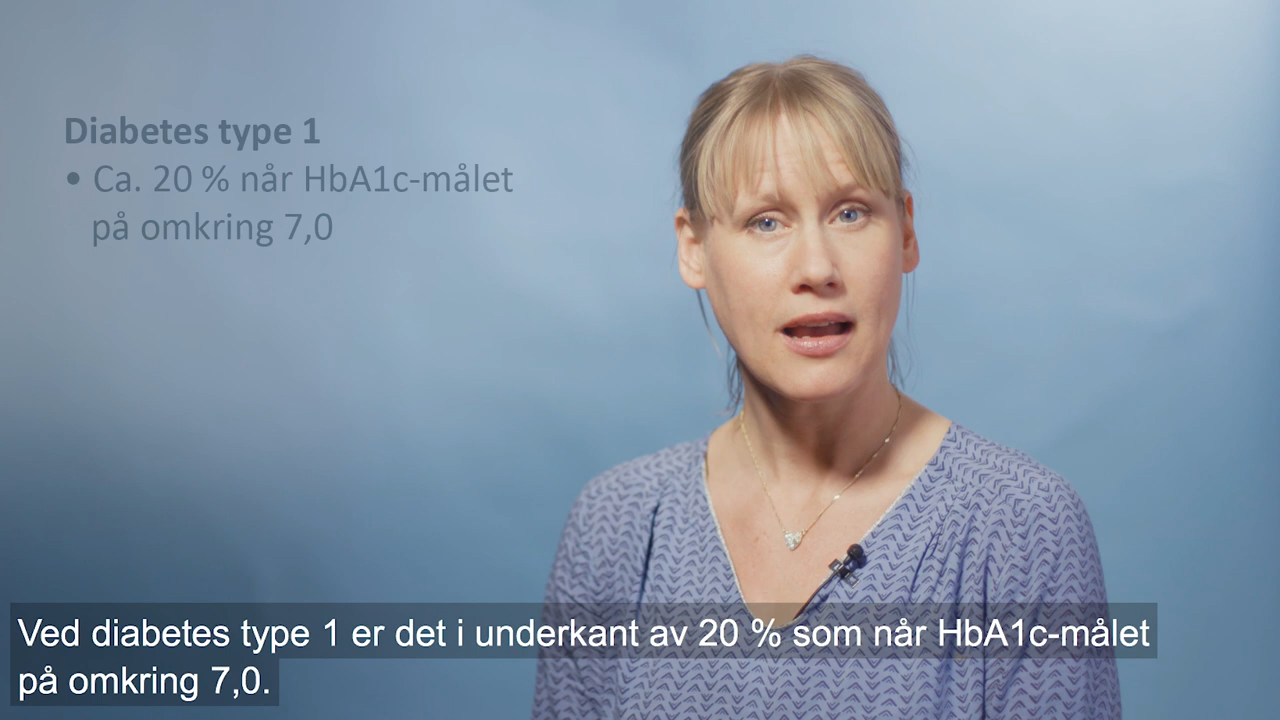 Diabetes type 1
• Ca. 20 % når HbA1c-målet
på omkring 7,0
Ved diabetes type 1 er det i underkant av 20 % som når HbA1c-målet
på omkring 7,0.